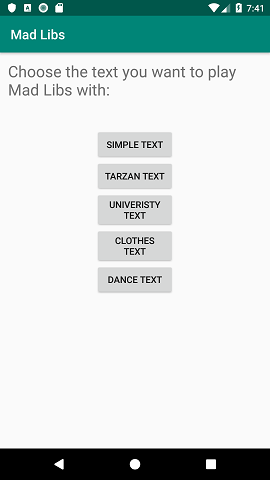 7:41
Mad Libs
Choose the text you want to play
Mad Libs with:
SIMPLE TEXT
TARZAN TEXT
UNIVERISTY
TEXT
CLOTHES
TEXT
DANCE TEXT